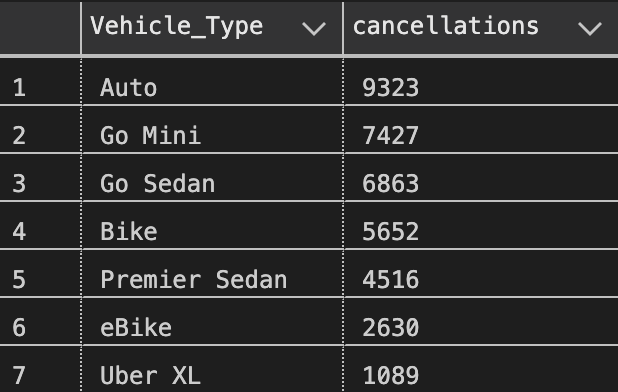 Vehicle_Type cancellations
1 Auto 9323
2 Go Mini 7427
3 Go Sedan 6863
4 Bike 5652
5 Premier Sedan 4516
6 eBike 2630
7 Uber XL 1089